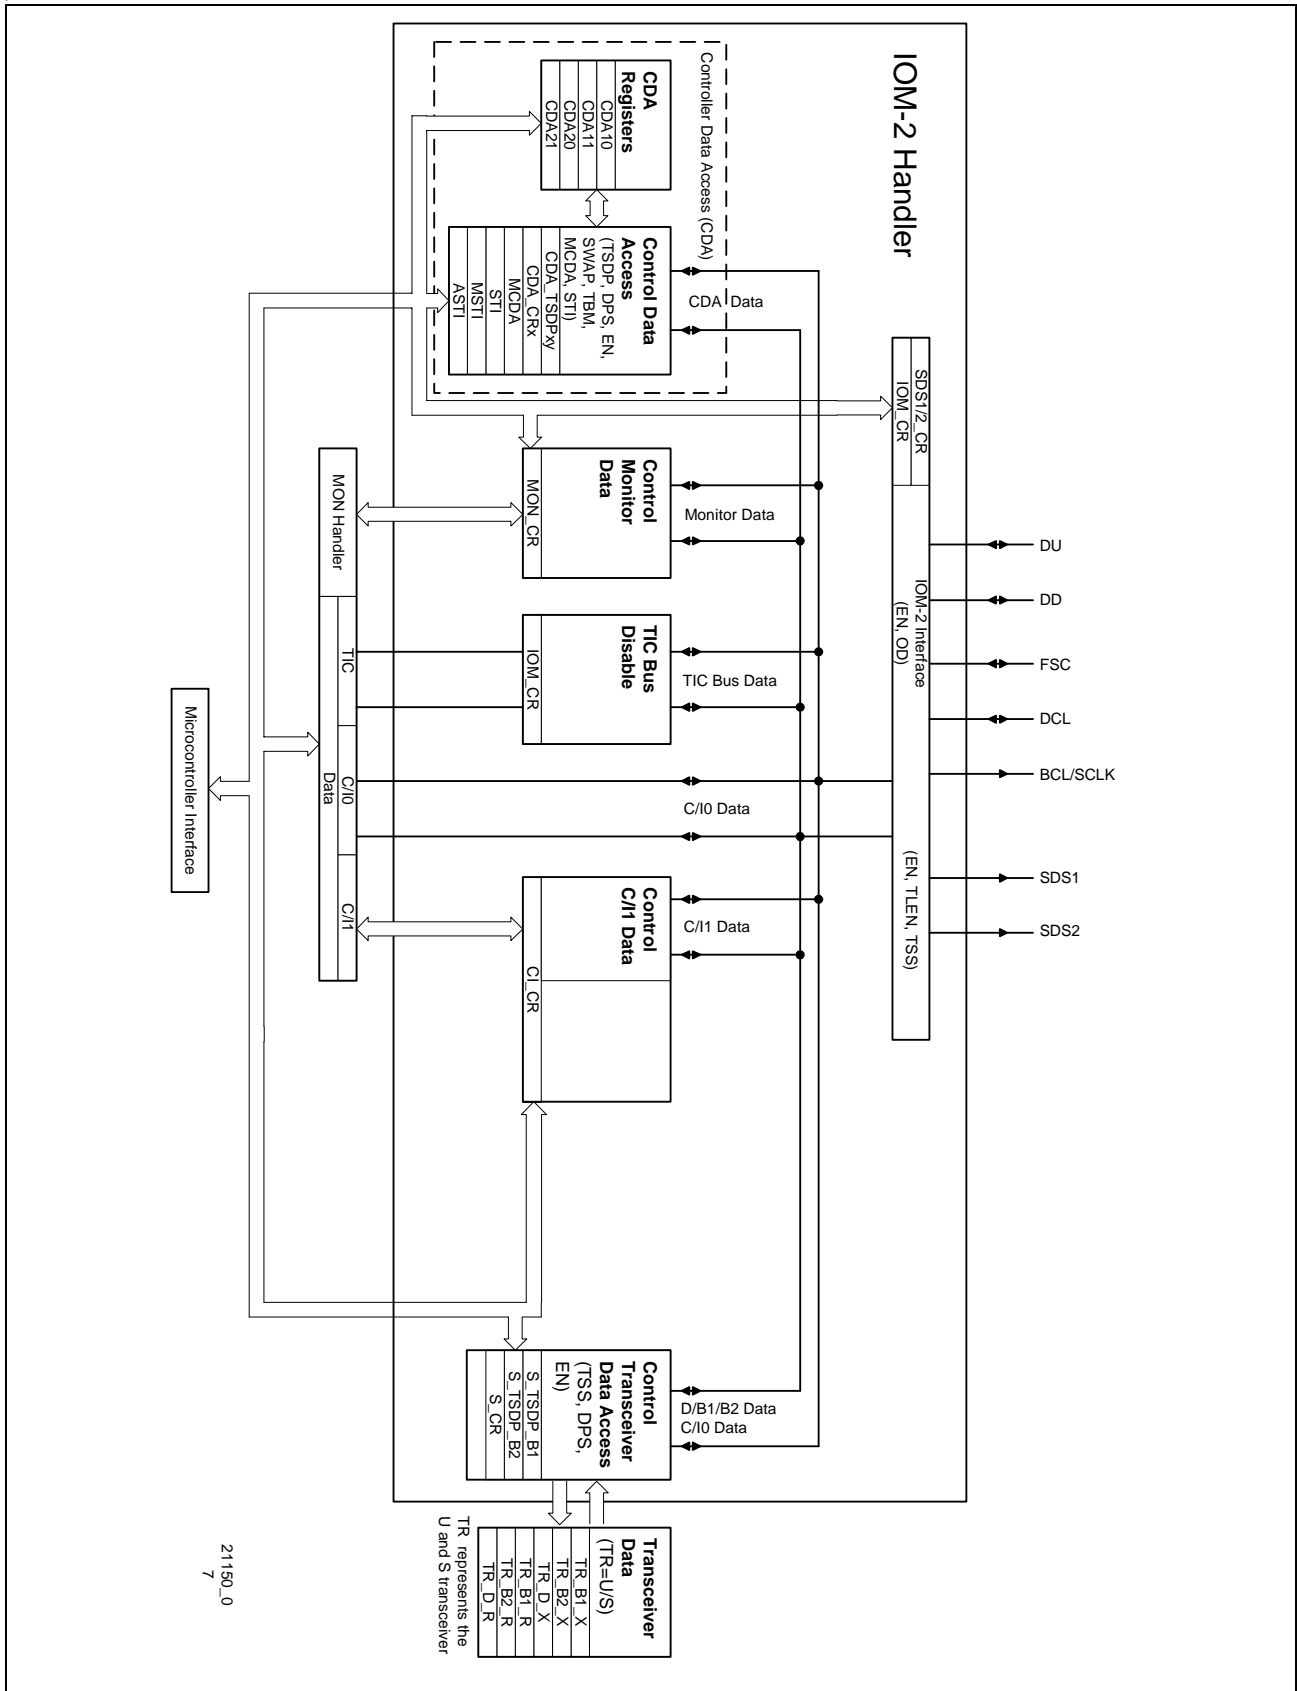 IOM-2 Handler
Controller Data Access (CDA)
CDA
Registers
CDA10
CDA11
CDA20
CDA21
Control Data
Access
(TSDP, DPS, EN,
SWAP, TBM,
MCDA, STI)
CDA_TSDPxy
CDA_CRx
MCDA
STI
MSTI
ASTI
CDA Data
SDS1/2_CR
IOM_CR
IOM-2 Interface
(EN, OD)
(EN, TLEN, TSS)
DU
DD
FSC
DCL
BCL/SCLK
SDS1
SDS2
Control
Monitor
Data
MON_CR
Monitor Data
TIC Bus
Disable
IOM_CR
TIC Bus Data
C/I0 Data
Control
C/I1 Data
CI_CR
C/I1 Data
MON Handler
TIC
C/I0
C/I1
Data
Microcontroller Interface
Control
Transceiver
Data Access
(TSS, DPS,
EN)
S_TSDP_B1
S_TSDP_B2
S_CR
D/B1/B2 Data
C/I0 Data
Transceiver
Data
(TR=U/S)
TR_B1_X
TR_B2_X
TR_D_X
TR_B1_R
TR_B2_R
TR_D_R
TR represents the
U and S transceiver
21150_0
7